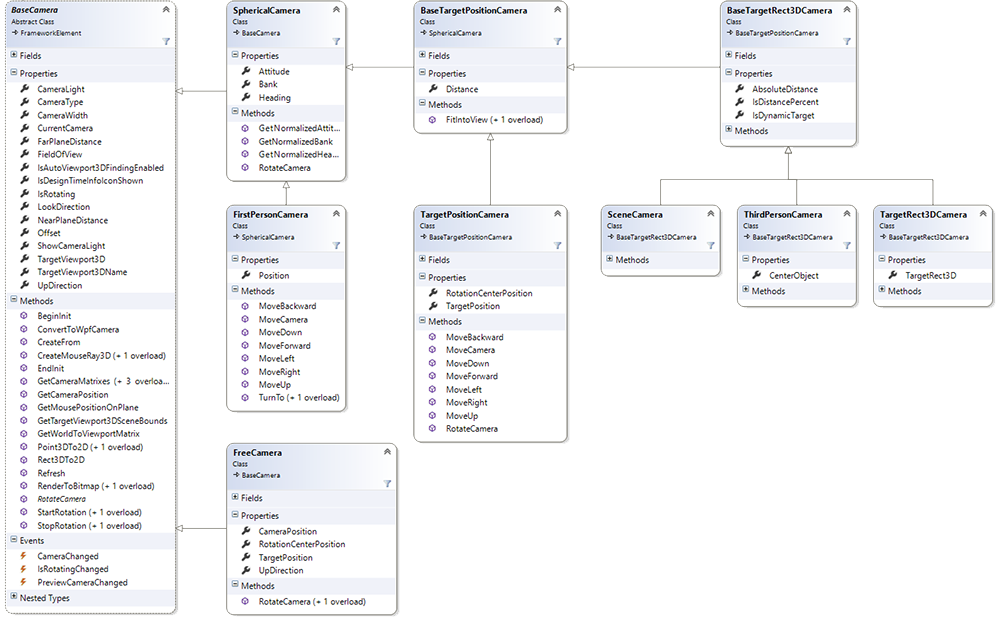 BaseCamera
Abstract Class
FrameworkElement
Fields
Properties
CameraLight
CameraType
CameraWidth
CurrentCamera
FarPlaneDistance
FieldOfView
IsAutoViewport3DFindingEnabled
IsDesignTimeInfoIconShown
IsRotating
LookDirection
NearPlaneDistance
Offset
ShowCameraLight
TargetViewport3D
TargetViewport3DName
UpDirection
Methods
BeginInit
ConvertToWpfCamera
CreateFrom
CreateMouseRay3D (+ 1 overload)
EndInit
GetCameraMatrixes (+ 3 overloa...
GetCameraPosition
GetMousePositionOnPlane
GetTargetViewport3DSceneBounds
GetWorldToViewportMatrix
Point3DTo2D (+ 1 overload)
Rect3DTo2D
Refresh
RenderToBitmap (+ 1 overload)
RotateCamera
StartRotation (+ 1 overload)
StopRotation (+ 1 overload)
Events
CameraChanged
IsRotatingChanged
PreviewCameraChanged
Nested Types
SphericalCamera
Class
BaseCamera
Properties
Attitude
Bank
Heading
Methods
GetNormalizedAttit...
GetNormalizedBank
GetNormalizedHea...
RotateCamera
BaseTargetPositionCamera
Class
SphericalCamera
Fields
Properties
Distance
Methods
FitIntoView (+ 1 overload)
BaseTargetRect3DCamera
Class
BaseTargetPositionCamera
Fields
Properties
AbsoluteDistance
IsDistancePercent
IsDynamicTarget
Methods
FirstPersonCamera
Class
SphericalCamera
Properties
Position
Methods
MoveBackward
MoveCamera
MoveDown
MoveForward
MoveLeft
MoveRight
MoveUp
TurnTo (+ 1 overload)
TargetPositionCamera
Class
BaseTargetPositionCamera
Fields
Properties
RotationCenterPosition
TargetPosition
Methods
MoveBackward
MoveCamera
MoveDown
MoveForward
MoveLeft
MoveRight
MoveUp
RotateCamera
SceneCamera
Class
BaseTargetRect3DCamera
Methods
ThirdPersonCamera
Class
BaseTargetRect3DCamera
Properties
CenterObject
Methods
TargetRect3DCamera
Class
BaseTargetRect3DCamera
Properties
TargetRect3D
Methods
FreeCamera
Class
BaseCamera
Fields
Properties
CameraPosition
RotationCenterPosition
TargetPosition
UpDirection
Methods
RotateCamera (+ 1 overload)